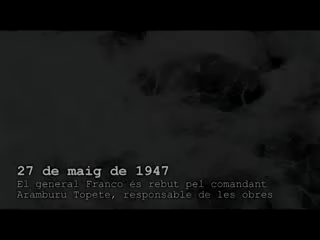 27 de maig de 1947
El general Franco és rebut pel comandant
Aramburu Topete, responsable de les obres